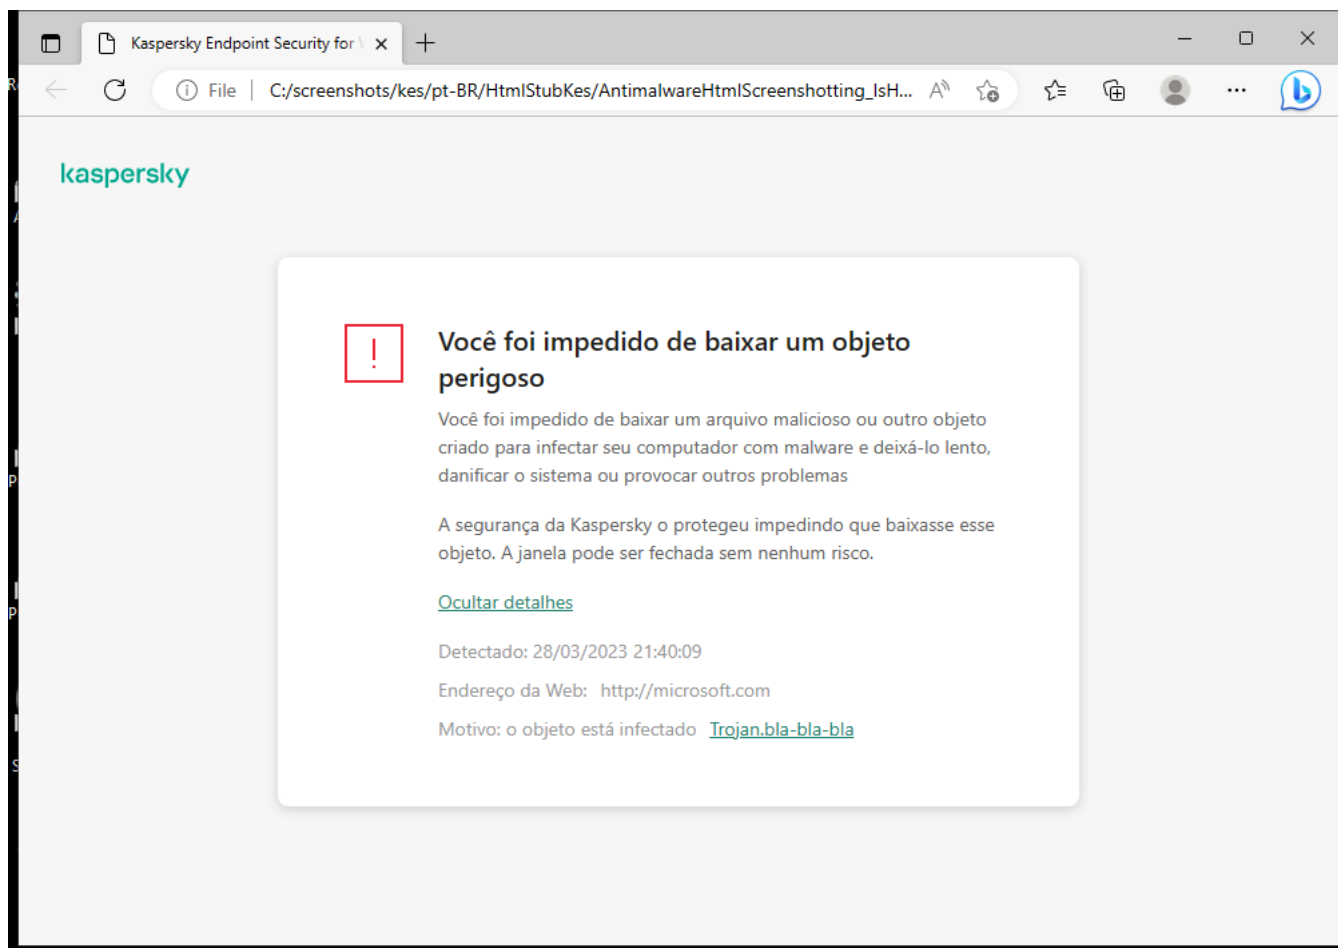 Kaspersky Endpoint Security for
File C:/screenshots/kes/pt-BR/HtmlStubKes/AntimalwareHtmlScreenshotting_IsH...
kaspersky
Você foi impedido de baixar um objeto
perigoso
Você foi impedido de baixar um arquivo malicioso ou outro objeto
criado para infectar seu computador com malware e deixá-lo lento,
danificar o sistema ou provocar outros problemas
A segurança da Kaspersky o protegeu impedindo que baixasse esse
objeto. A janela pode ser fechada sem nenhum risco.
Ocultar detalhes
Detectado: 28/03/2023 21:40:09
Endereço da Web: http://microsoft.com
Motivo: o objeto está infectado Trojan.bla-bla-bla